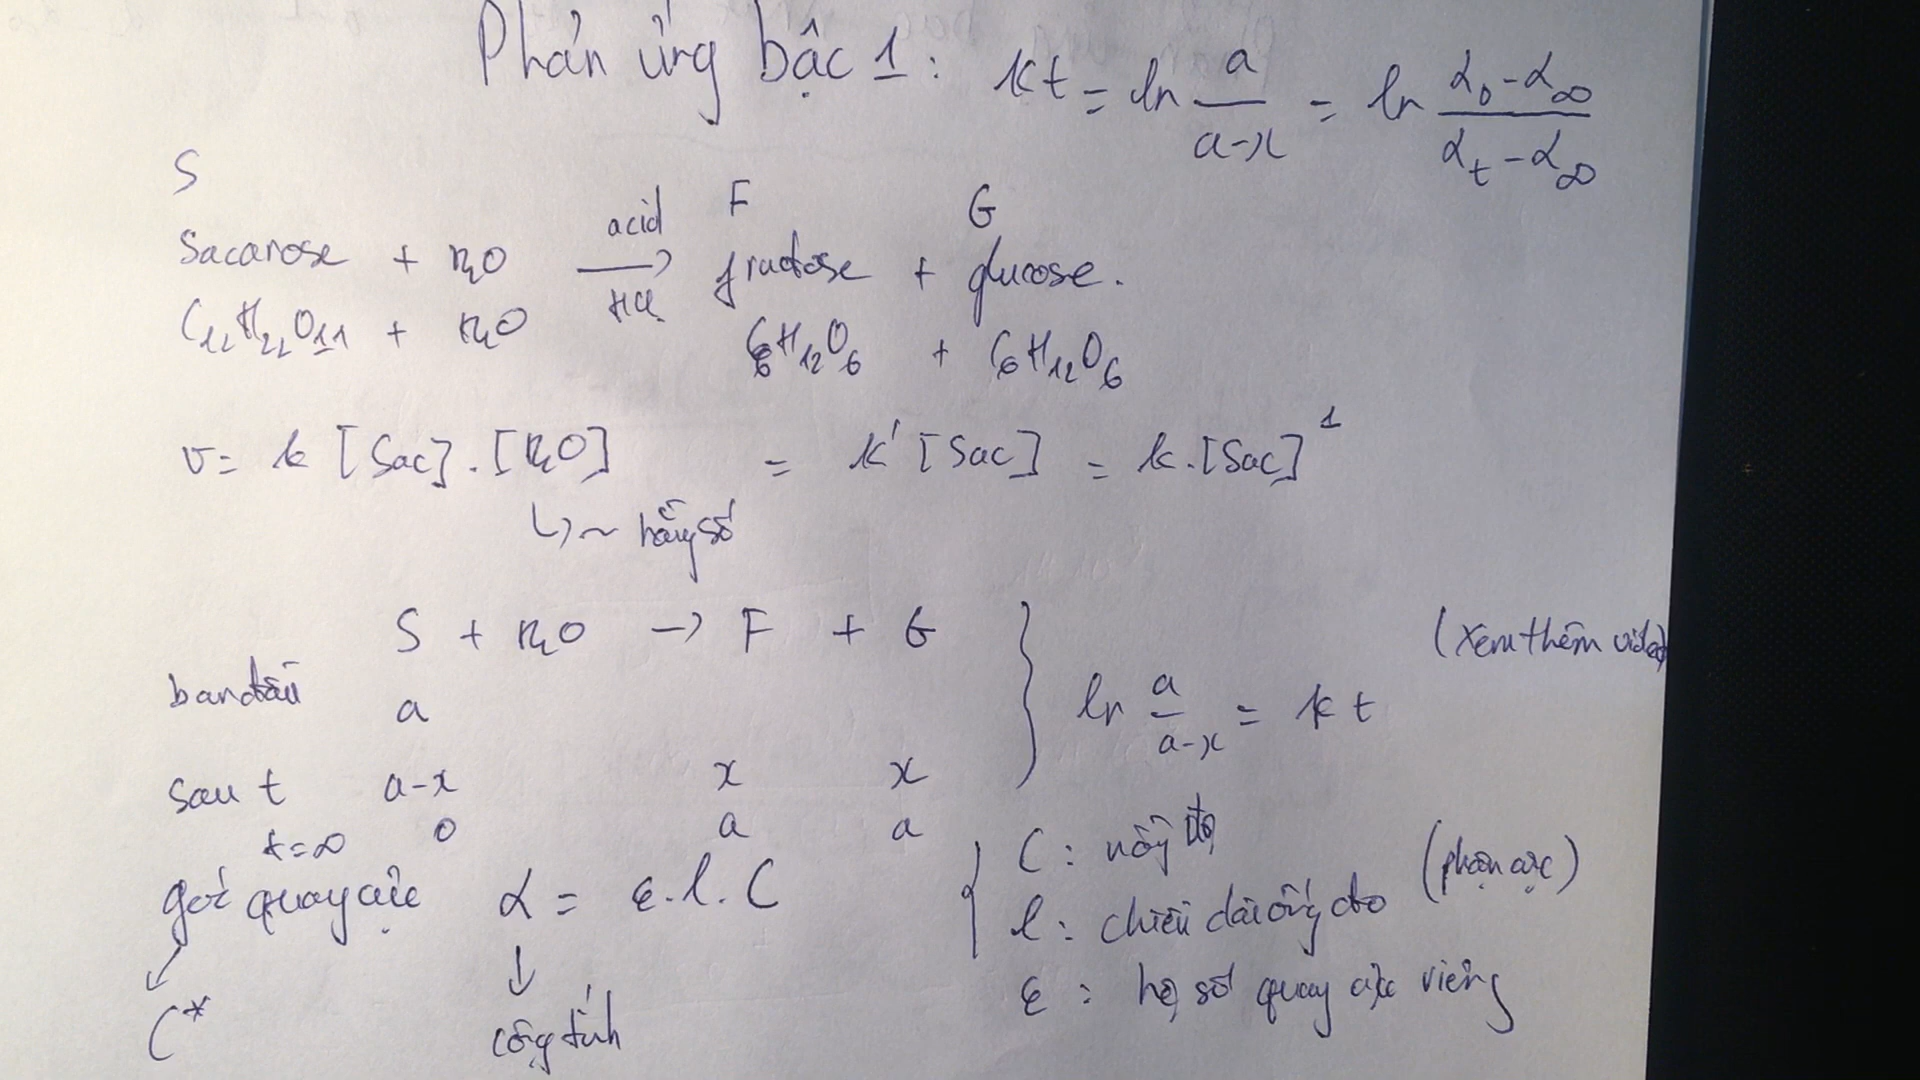 Phản ứng bậc 1 : kt = ln a/(a-x) = ln (α₀ - α∞)/(αt - α∞)
S F G
Sacarose + H₂O acid → HCl fructose + glucose.
C₁₂H₂₂O₁₁ + H₂O C₆H₁₂O₆ + C₆H₁₂O₆
v = k [Sac] . [H₂O] = k' [Sac] = k . [Sac]¹
↳ ~ hằng số
S + H₂O → F + G (xem thêm video)
ban đầu a ln a/(a-x) = kt
sau t a-x x x
t=∞ 0 a a
góc quay cực α = ε. l. C
C : nồng độ
l : chiều dài ống đo (phân cực)
ε : hệ số quay cực riêng
C* cộng tính